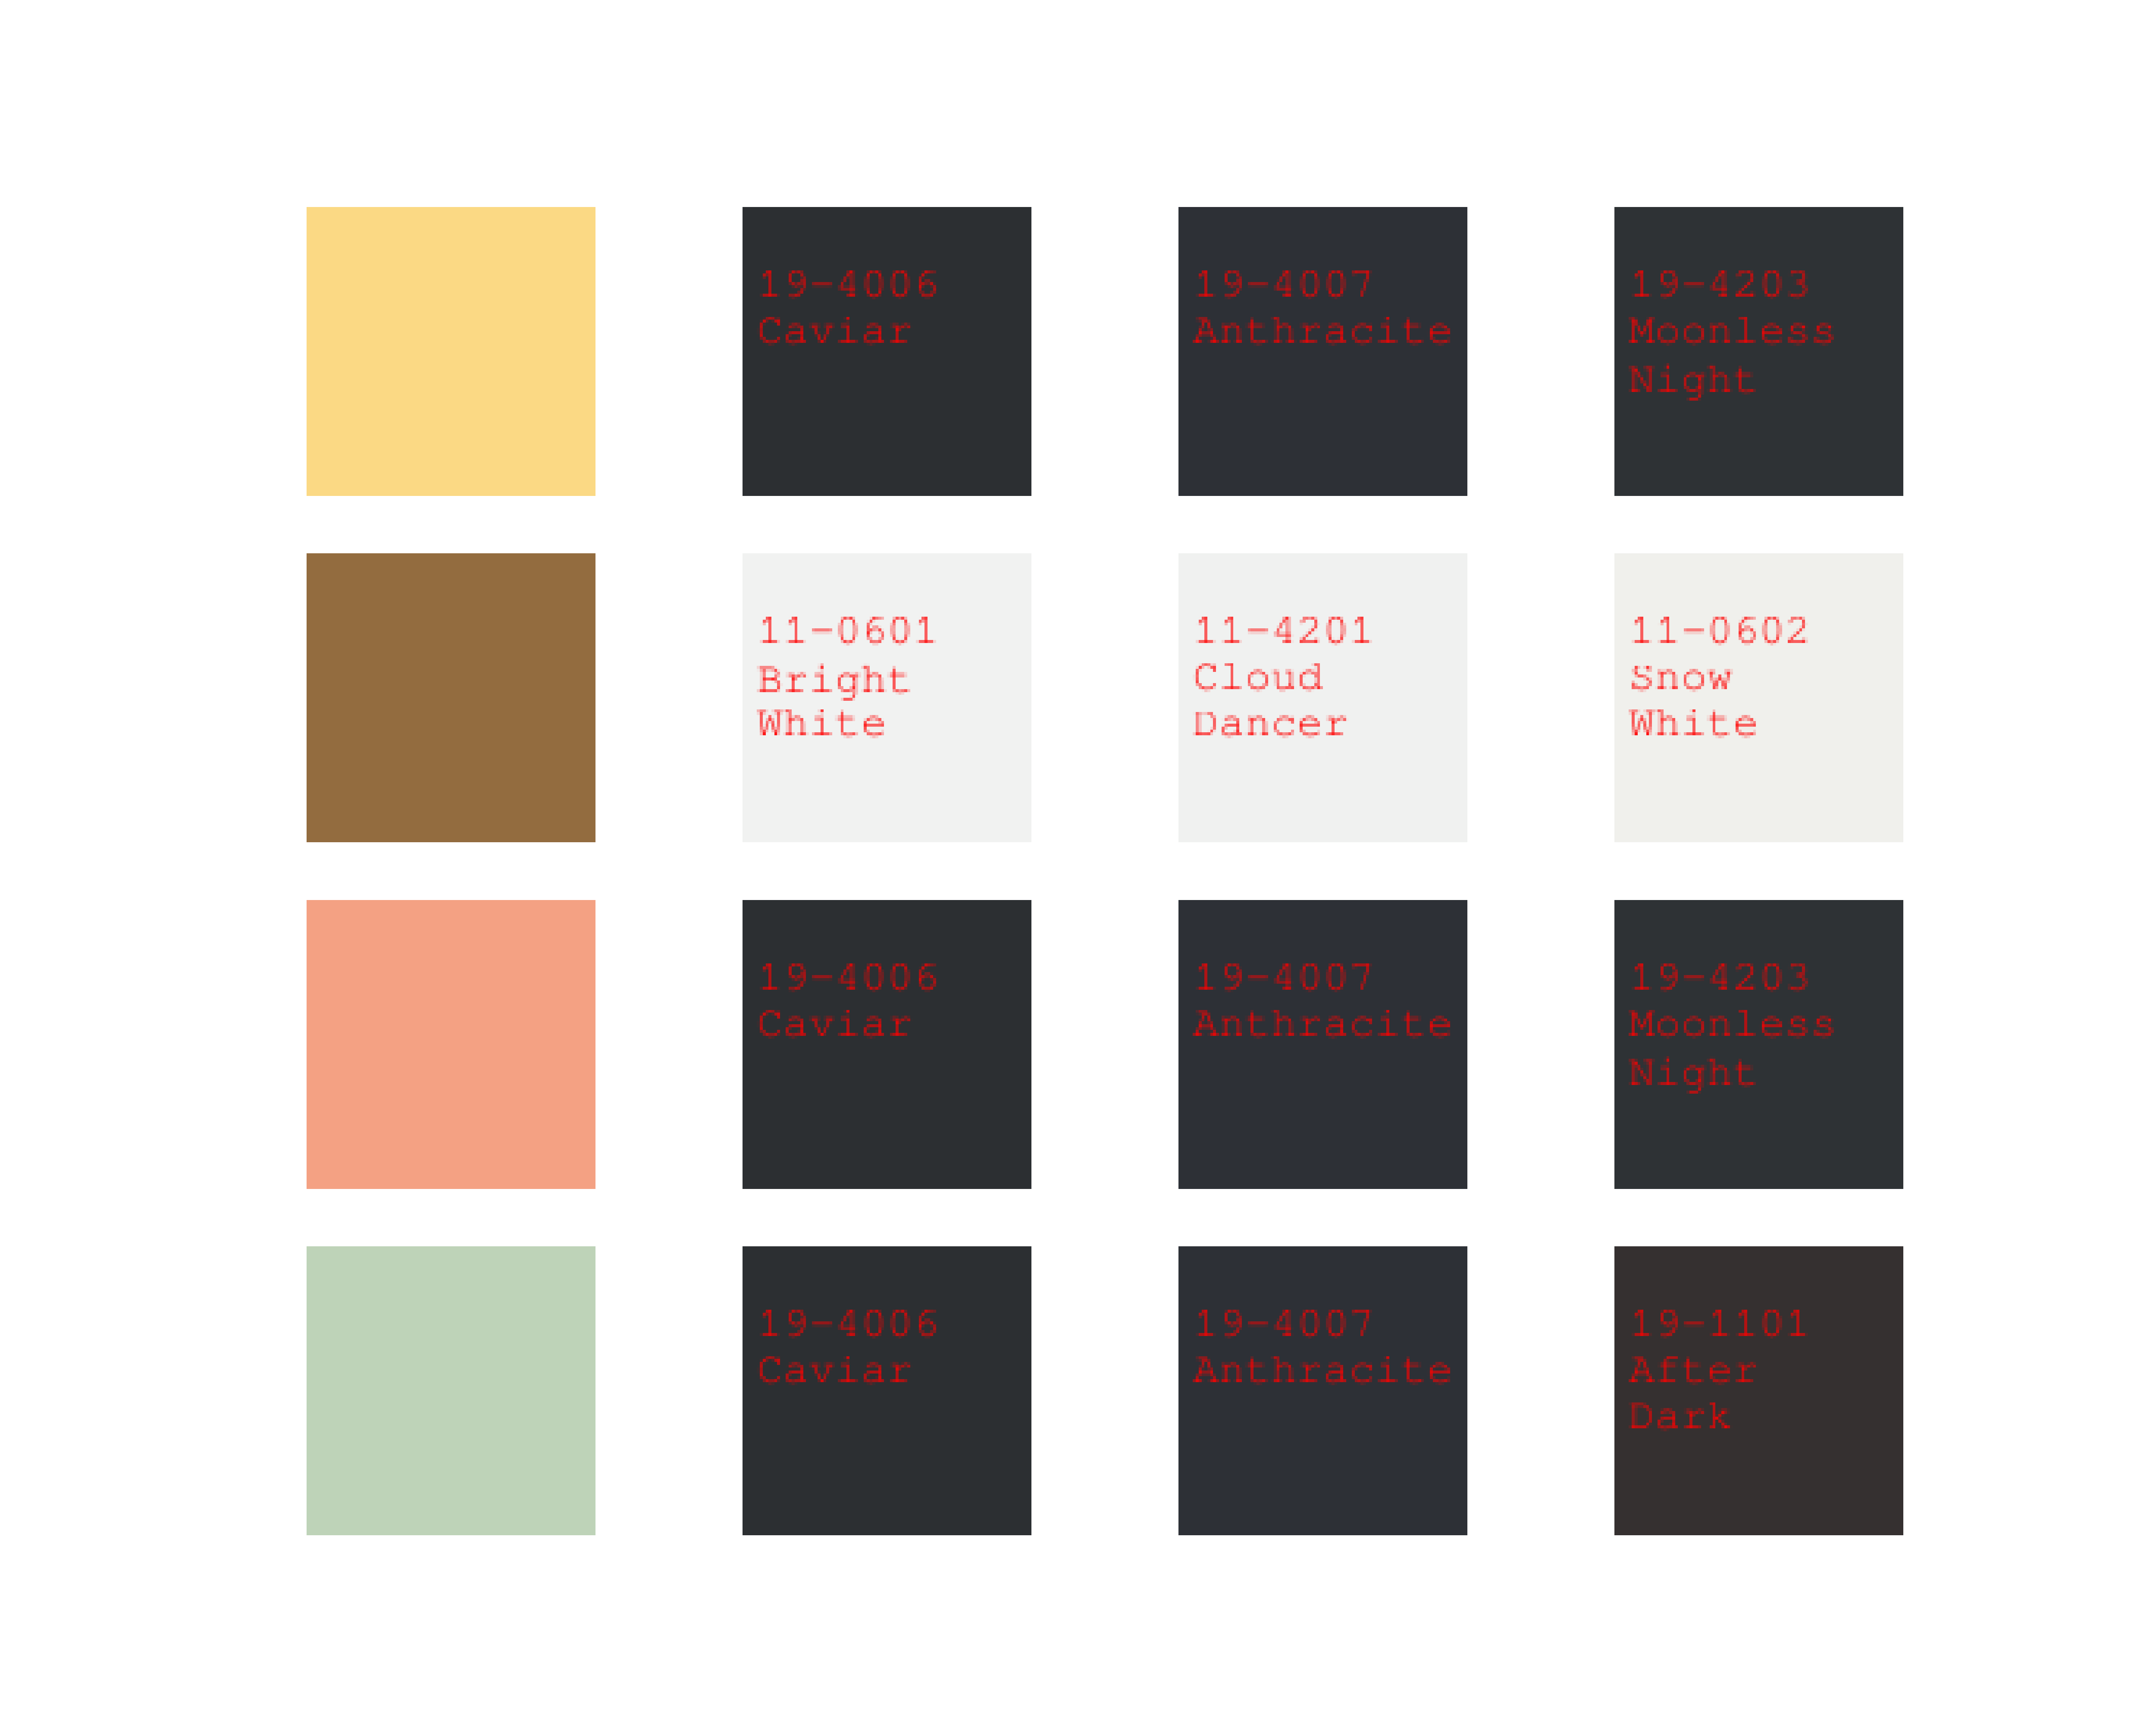 19-4006
Caviar
19-4007
Anthracite
19-4203
Moonless
Night
11-0601
Bright
White
11-4201
Cloud
Dancer
11-0602
Snow
White
19-4006
Caviar
19-4007
Anthracite
19-4203
Moonless
Night
19-4006
Caviar
19-4007
Anthracite
19-1101
After
Dark